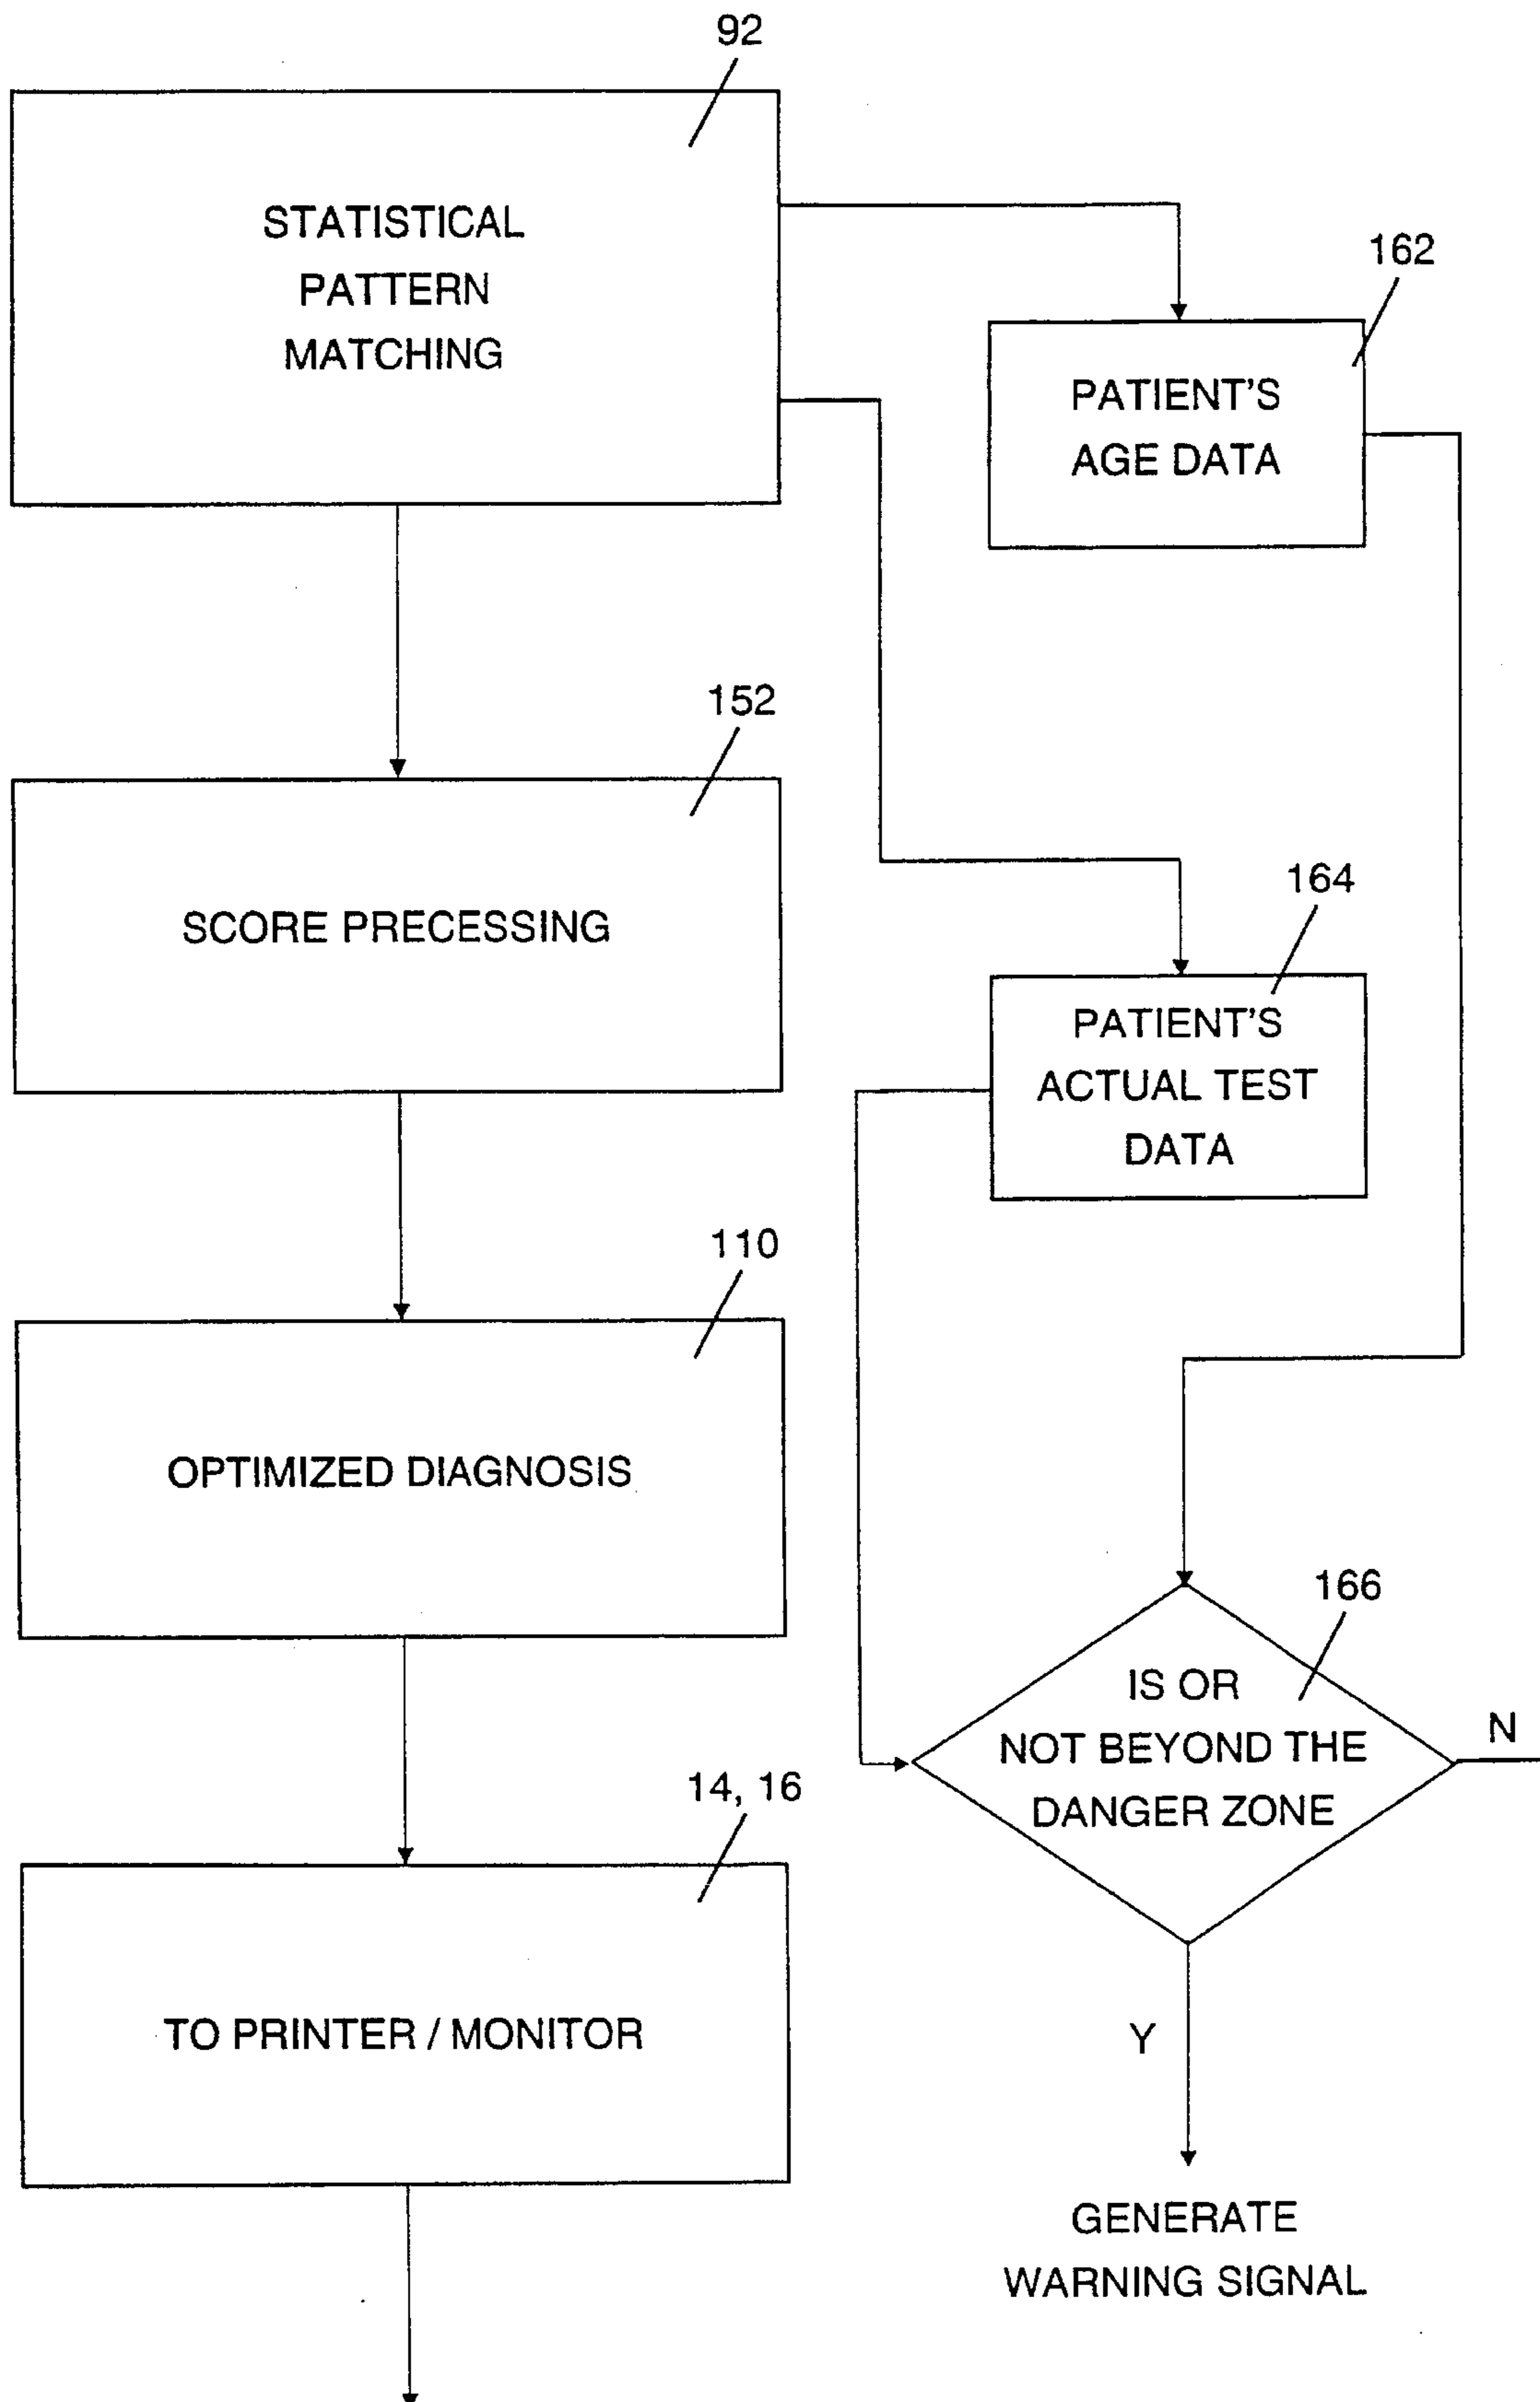 92
STATISTICAL
PATTERN
MATCHING
162
PATIENT'S
AGE DATA
152
SCORE PRECESSING
164
PATIENT'S
ACTUAL TEST
DATA
110
OPTIMIZED DIAGNOSIS
166
IS OR
NOT BEYOND THE
DANGER ZONE
N
14, 16
TO PRINTER / MONITOR
Y
GENERATE
WARNING SIGNAL